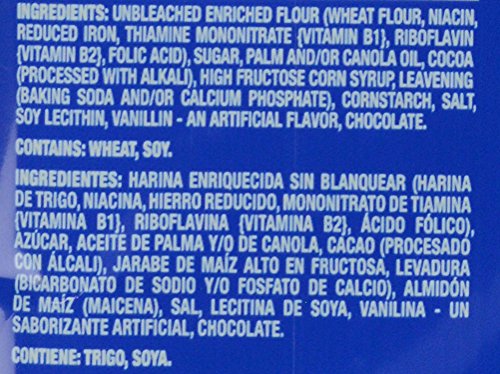 INGREDIENTS: UNBLEACHED ENRICHED FLOUR (WHEAT FLOUR, NIACIN,
REDUCED IRON, THIAMINE MONONITRATE {VITAMIN B1}, RIBOFLAVIN
{VITAMIN B2}, FOLIC ACID), SUGAR, PALM AND/OR CANOLA OIL, COCOA
(PROCESSED WITH ALKALI), HIGH FRUCTOSE CORN SYRUP, LEAVENING
(BAKING SODA AND/OR CALCIUM PHOSPHATE), CORNSTARCH, SALT,
SOY LECITHIN, VANILLIN - AN ARTIFICIAL FLAVOR, CHOCOLATE.
CONTAINS: WHEAT, SOY.
INGREDIENTES: HARINA ENRIQUECIDA SIN BLANQUEAR (HARINA
DE TRIGO, NIACINA, HIERRO REDUCIDO, MONONITRATO DE TIAMINA
{VITAMINA B1}, RIBOFLAVINA {VITAMINA B2}, ÁCIDO FÓLICO),
AZÚCAR, ACEITE DE PALMA Y/O DE CANOLA, CACAO (PROCESADO
CON ÁLCALI), JARABE DE MAÍZ ALTO EN FRUCTOSA, LEVADURA
(BICARBONATO DE SODIO Y/O FOSFATO DE CALCIO), ALMIDÓN
DE MAÍZ (MAICENA), SAL, LECITINA DE SOYA, VANILINA - UN
SABORIZANTE ARTIFICIAL, CHOCOLATE.
CONTIENE: TRIGO, SOYA.